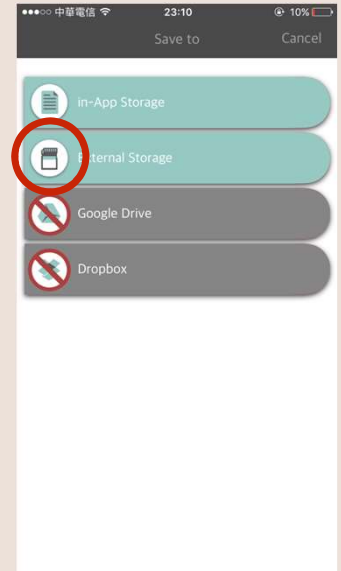 中華電信 23:10 10%
Save to Cancel
in-App Storage
External Storage
Google Drive
Dropbox